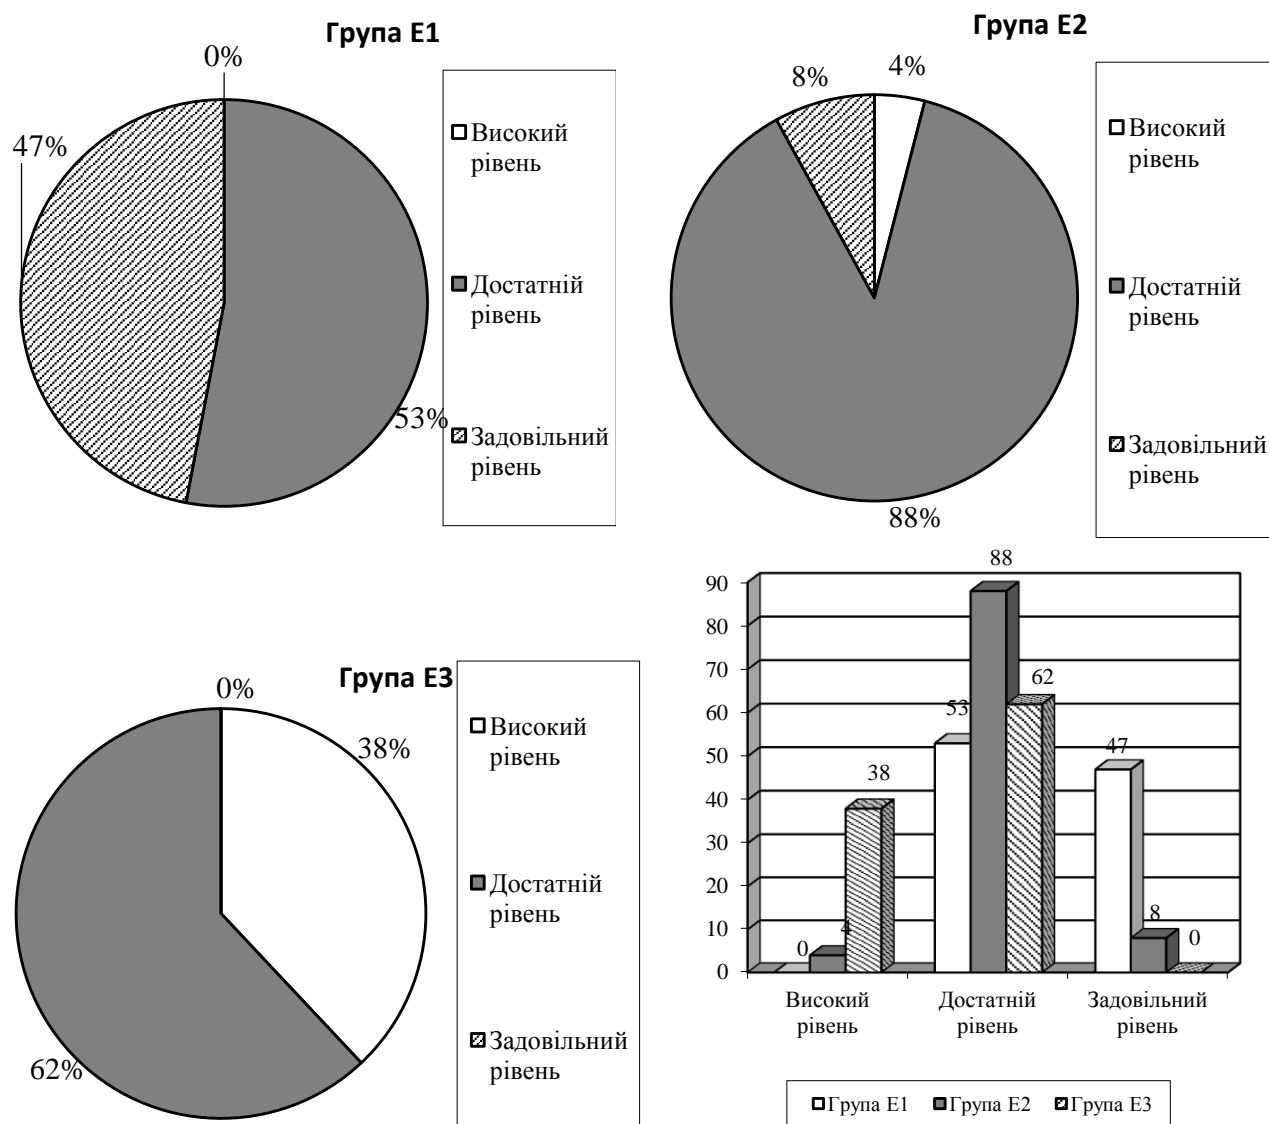 Група Е1
0%
47%
53%
Високий
рівень
Достатній
рівень
Задовільний
рівень
Група Е2
8%
4%
88%
Високий
рівень
Достатній
рівень
Задовільний
рівень
Група Е3
0%
38%
62%
Високий
рівень
Достатній
рівень
Задовільний
рівень
90
80
70
60
50
40
30
20
10
0
0
4
38
53
88
62
47
8
0
Високий
рівень
Достатній
рівень
Задовільний
рівень
Група Е1 Група Е2 Група Е3